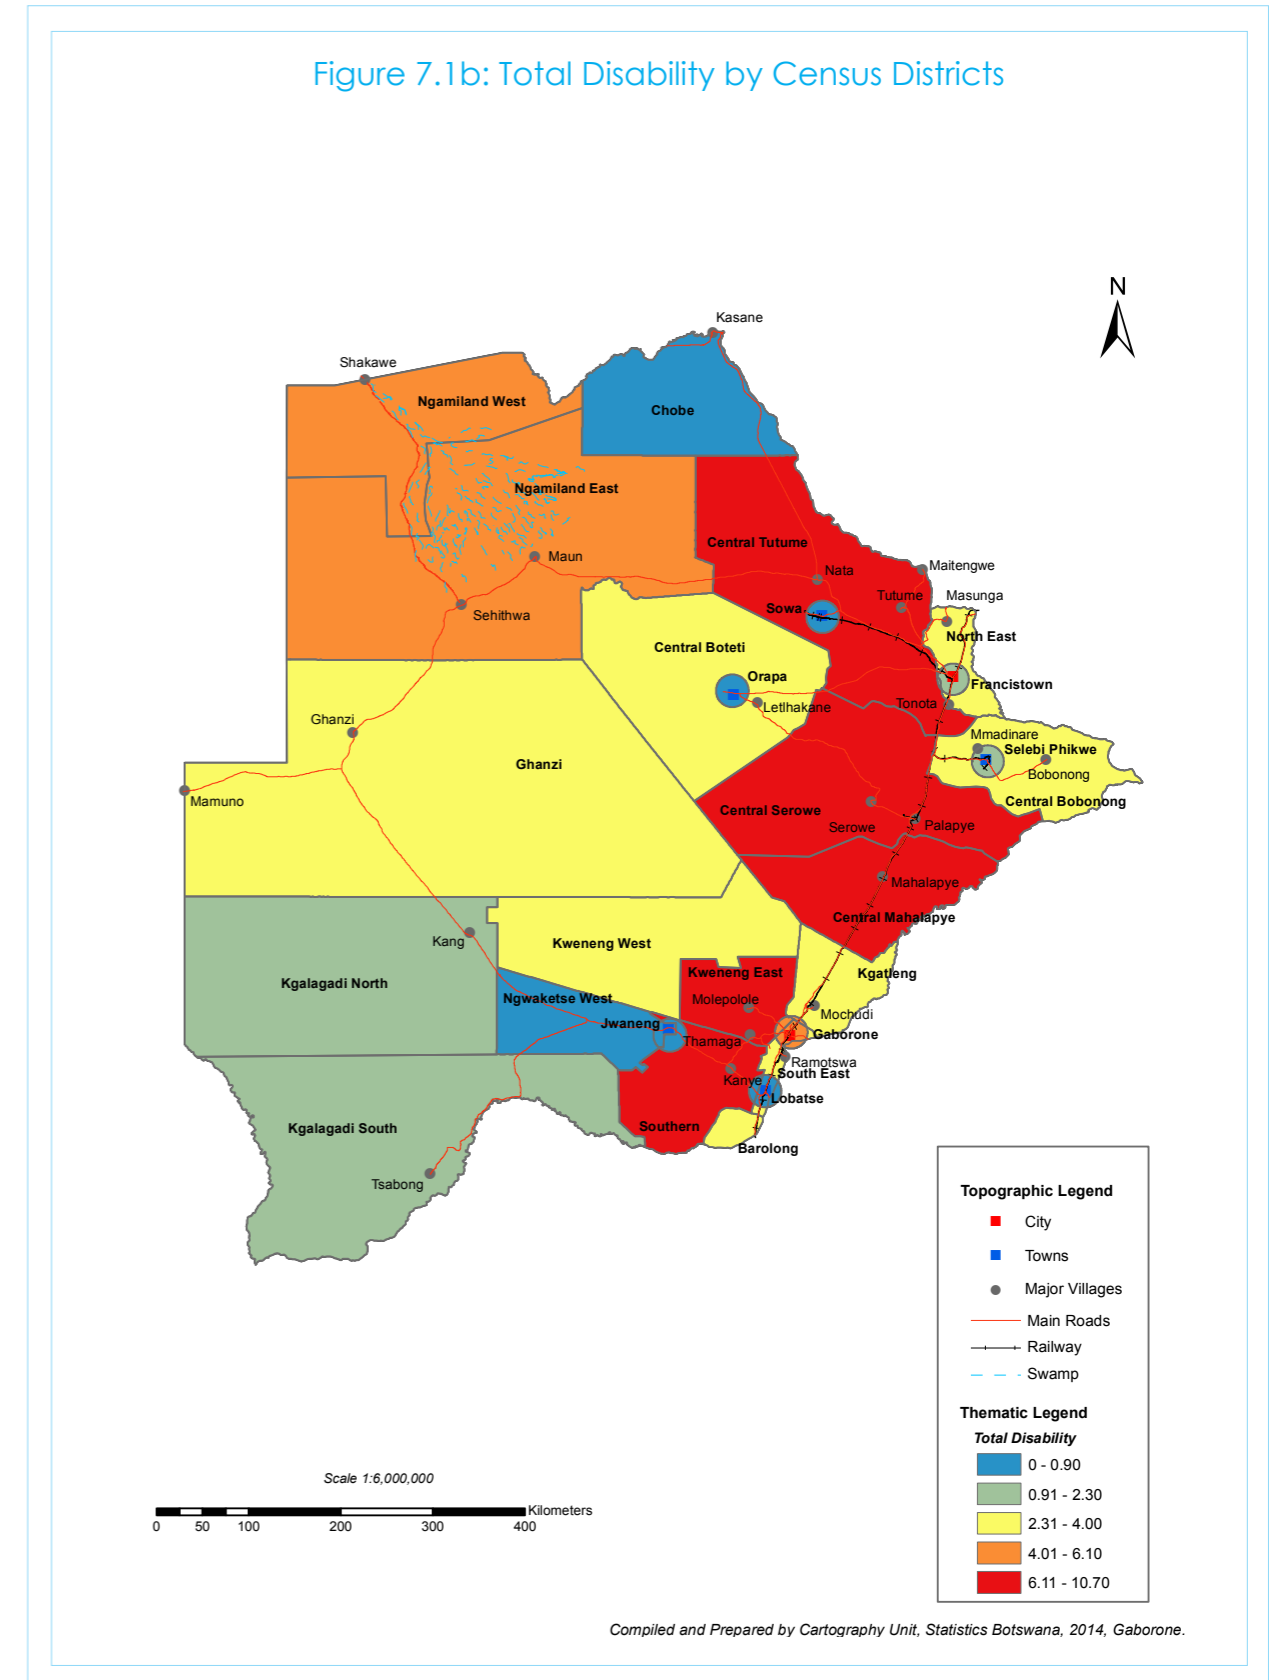 Figure 7.1b: Total Disability by Census Districts
N
Kasane
Shakawe
Ngamiland West
Chobe
Ngamiland East
Central Tutume
Maun
Nata
Maitengwe
Tutume
Masunga
Sowa
Sehithwa
North East
Central Boteti
Orapa
Francistown
Letlhakane
Tonota
Ghanzi
Mmadinare
Selebi Phikwe
Ghanzi
Bobonong
Mamuno
Central Bobonong
Central Serowe
Serowe
Palapye
Mahalapye
Central Mahalapye
Kang
Kweneng West
Kweneng East
Kgatleng
Kgalagadi North
Ngwaketse West
Molepolole
Mochudi
Jwaneng
Thamaga
Gaborone
Ramotswa
South East
Kanye
Lobatse
Kgalagadi South
Southern
Barolong
Tsabong
Topographic Legend
City
Towns
Major Villages
Main Roads
Railway
Swamp
Thematic Legend
Total Disability
0 - 0.90
0.91 - 2.30
2.31 - 4.00
4.01 - 6.10
6.11 - 10.70
Scale 1:6,000,000
Kilometers
0 50 100 200 300 400
Compiled and Prepared by Cartography Unit, Statistics Botswana, 2014, Gaborone.